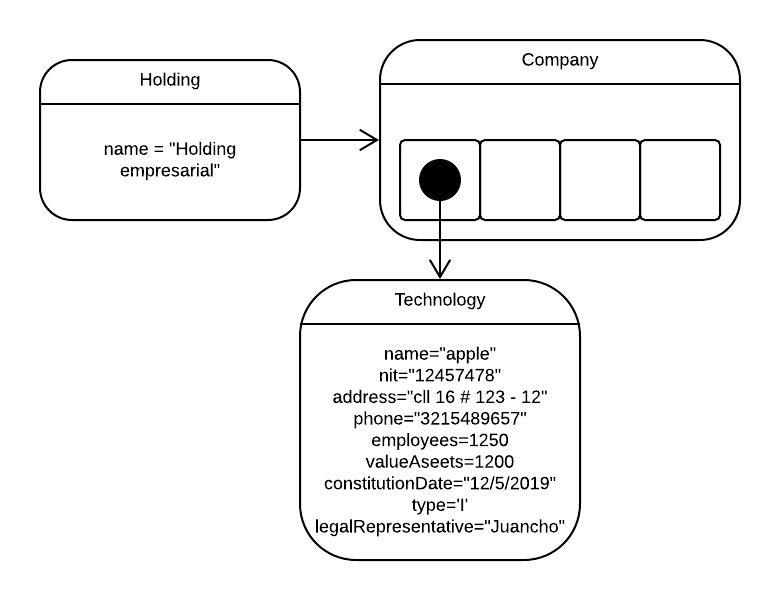 Holding
name = "Holding
empresarial"
Company
Technology
name="apple"
nit="12457478"
address="cll 16 # 123 - 12"
phone="3215489657"
employees=1250
valueAseets=1200
constitutionDate="12/5/2019"
type='I'
legalRepresentative="Juancho"